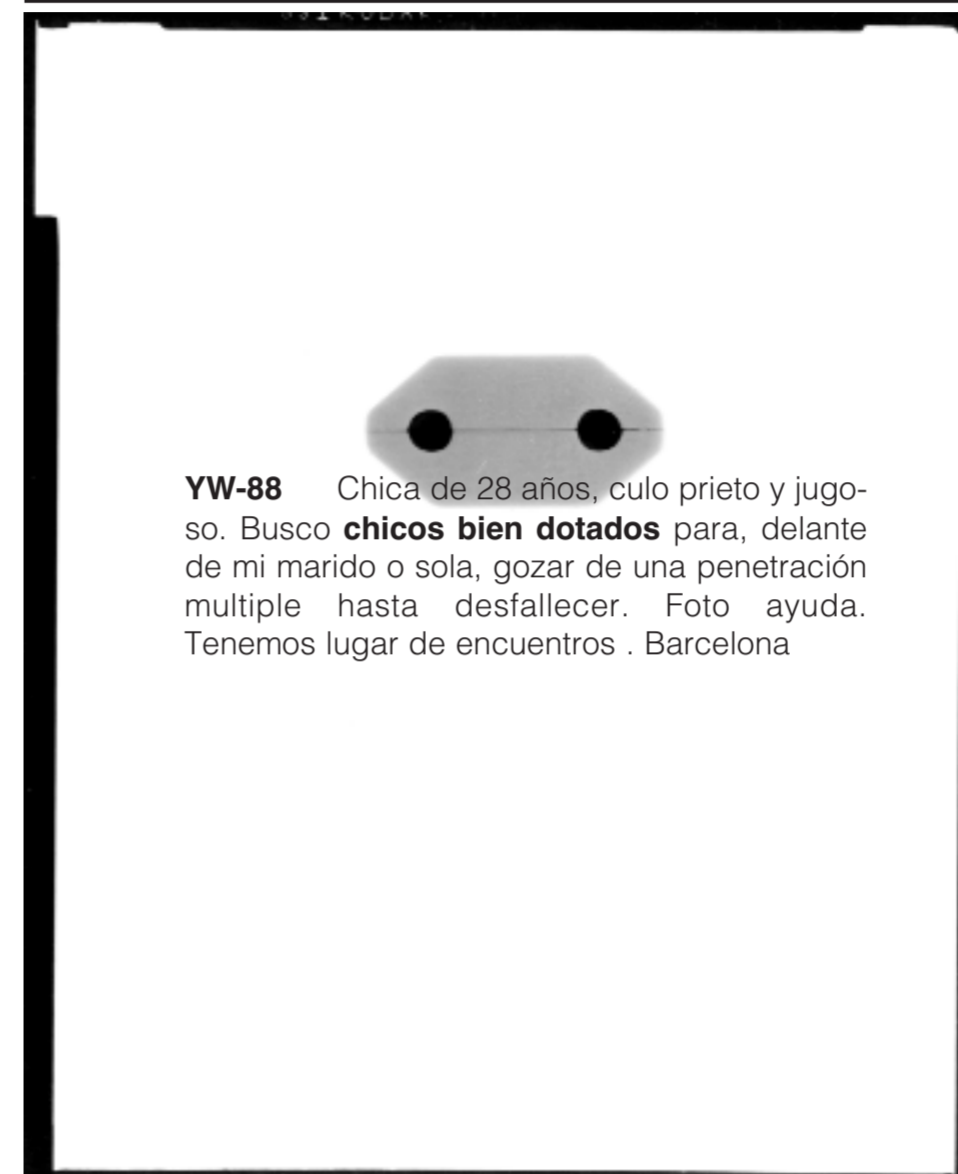 YW-88 Chica de 28 años, culo prieto y jugo-
so. Busco chicos bien dotados para, delante
de mi marido o sola, gozar de una penetración
multiple hasta desfallecer. Foto ayuda.
Tenemos lugar de encuentros . Barcelona